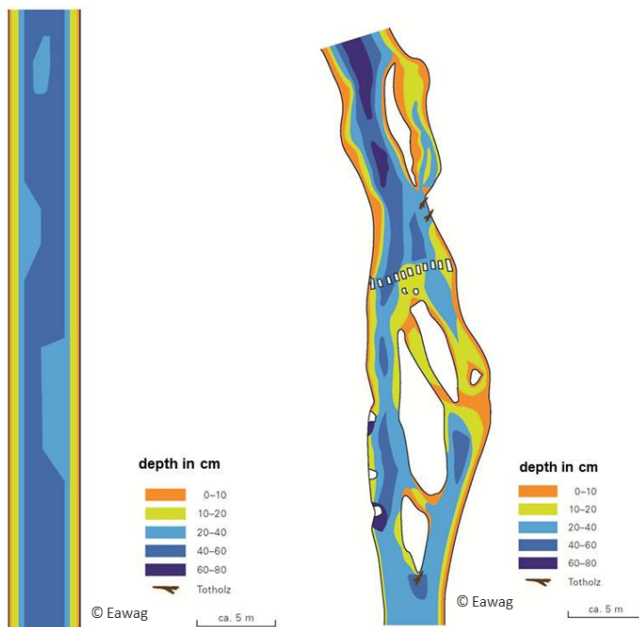 depth in cm
0–10
10–20
20–40
40–60
60–80
Totholz
© Eawag
ca. 5 m
depth in cm
0–10
10–20
20–40
40–60
60–80
Totholz
© Eawag
ca. 5 m